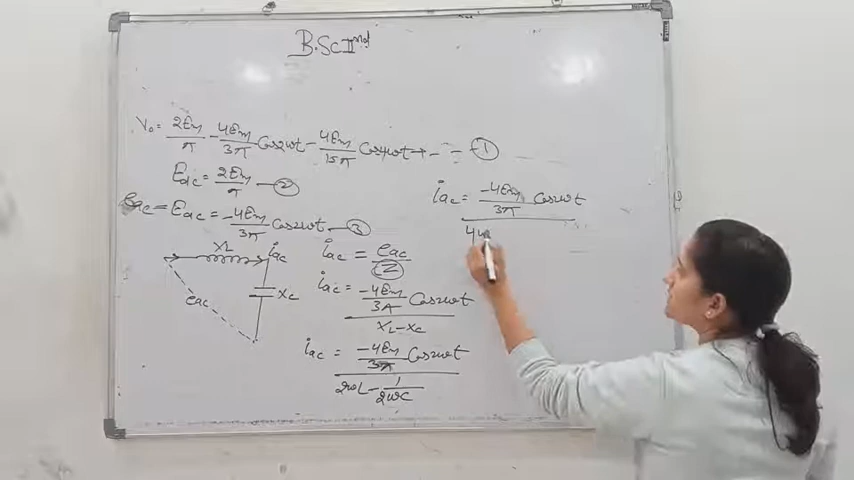 B.Sc II nd
V₀ = 2Em/π - 4Em/3π Cos2wt - 4Em/15π Cos4wt + - - - (1)
Edc = 2Em/π — (2)
eac = Eac = -4Em/3π Cos2wt — (3)
XL
iac
Xc
eac
iac = eac/(Z)
iac = -4Em/3π Cos2wt / XL - Xc
iac = -4Em/3π Cos2wt / 2wL - 1/2wC
iac = -4Em/3π Cos2wt
4w